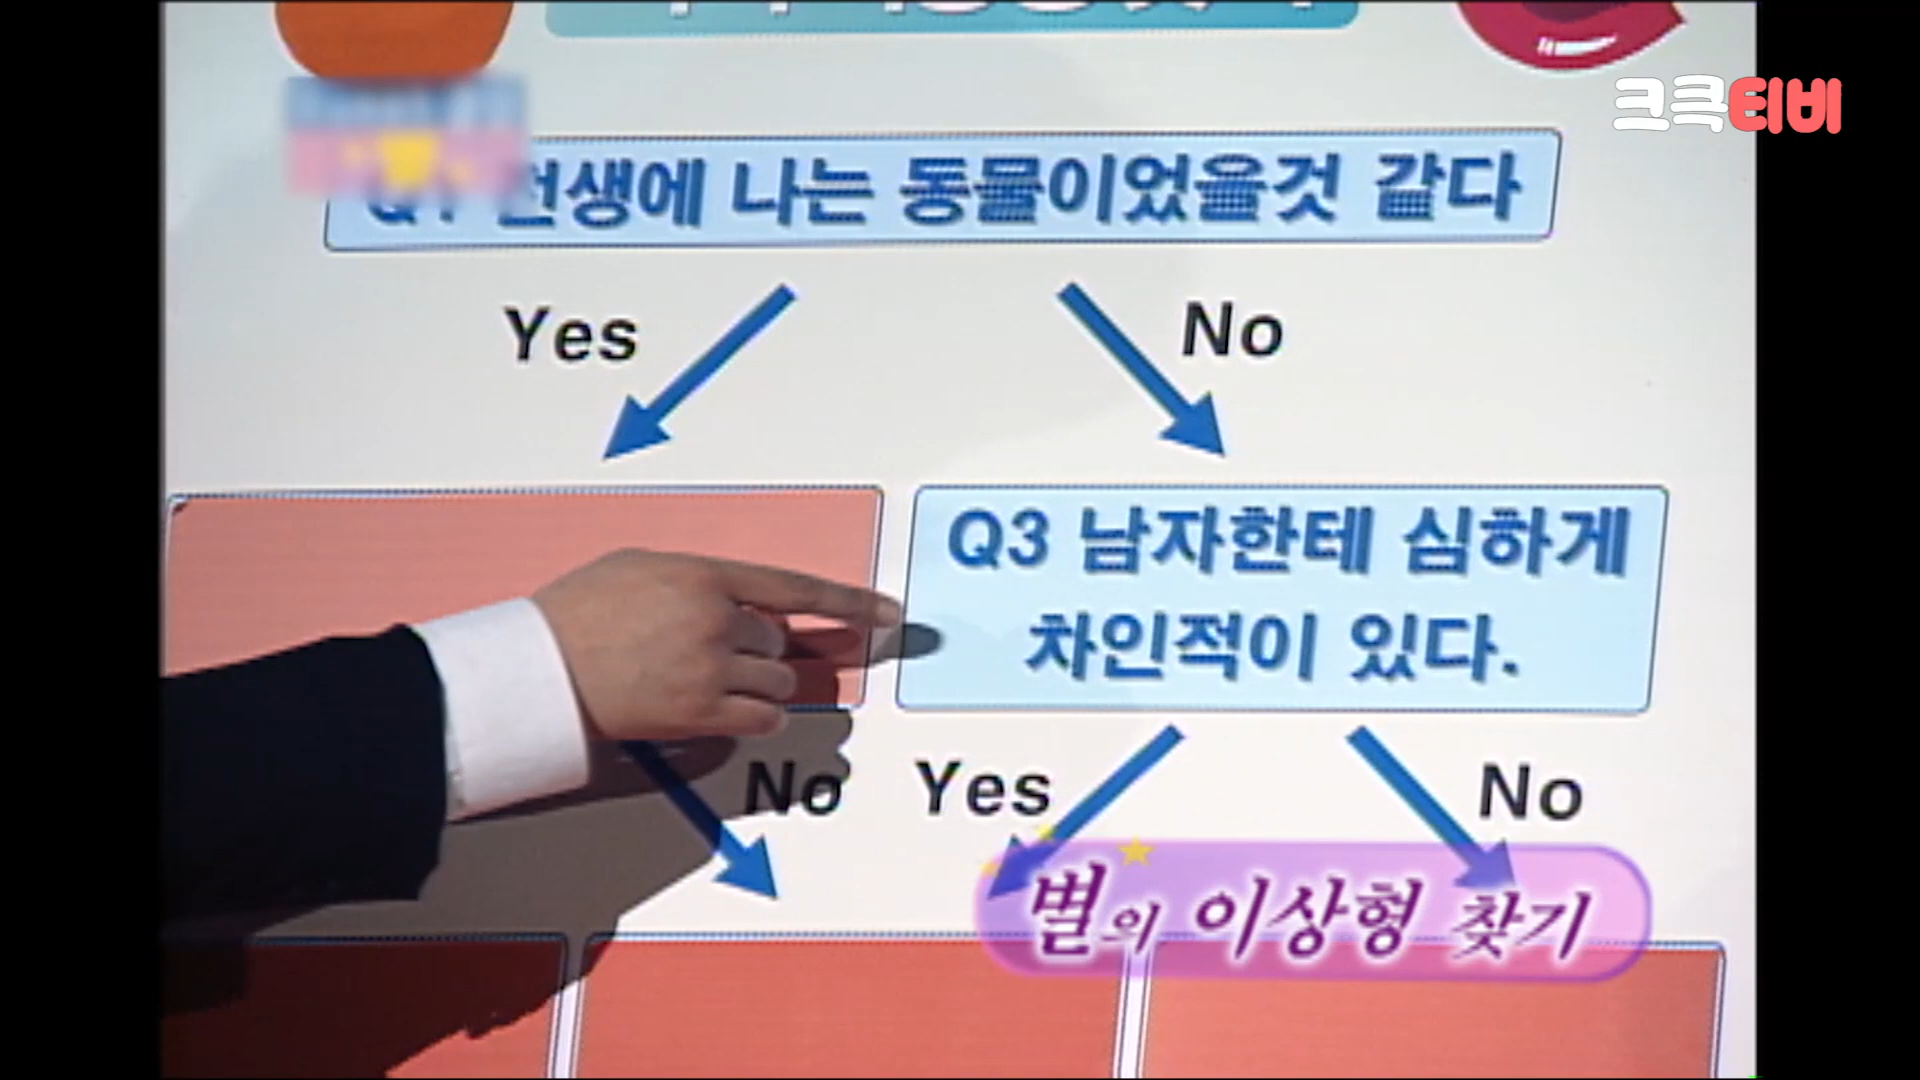 크큭티비
전생에 나는 동물이었을것 같다
Yes
No
Q3 남자한테 심하게
차인적이 있다.
No
Yes
No
별의 이상형 찾기